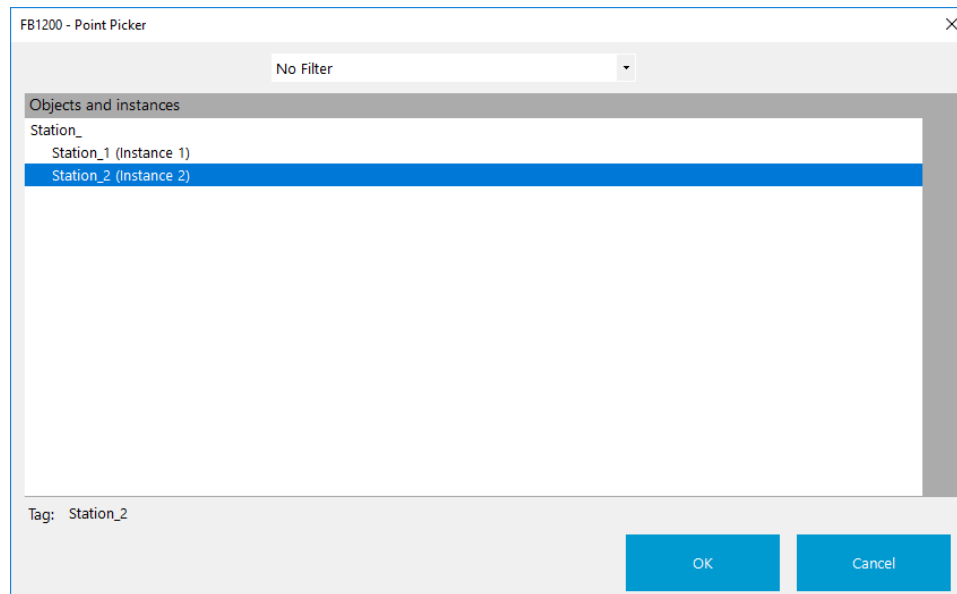 FB1200 - Point Picker
No Filter
Objects and instances
Station_
Station_1 (Instance 1)
Station_2 (Instance 2)
Tag: Station_2
OK Cancel